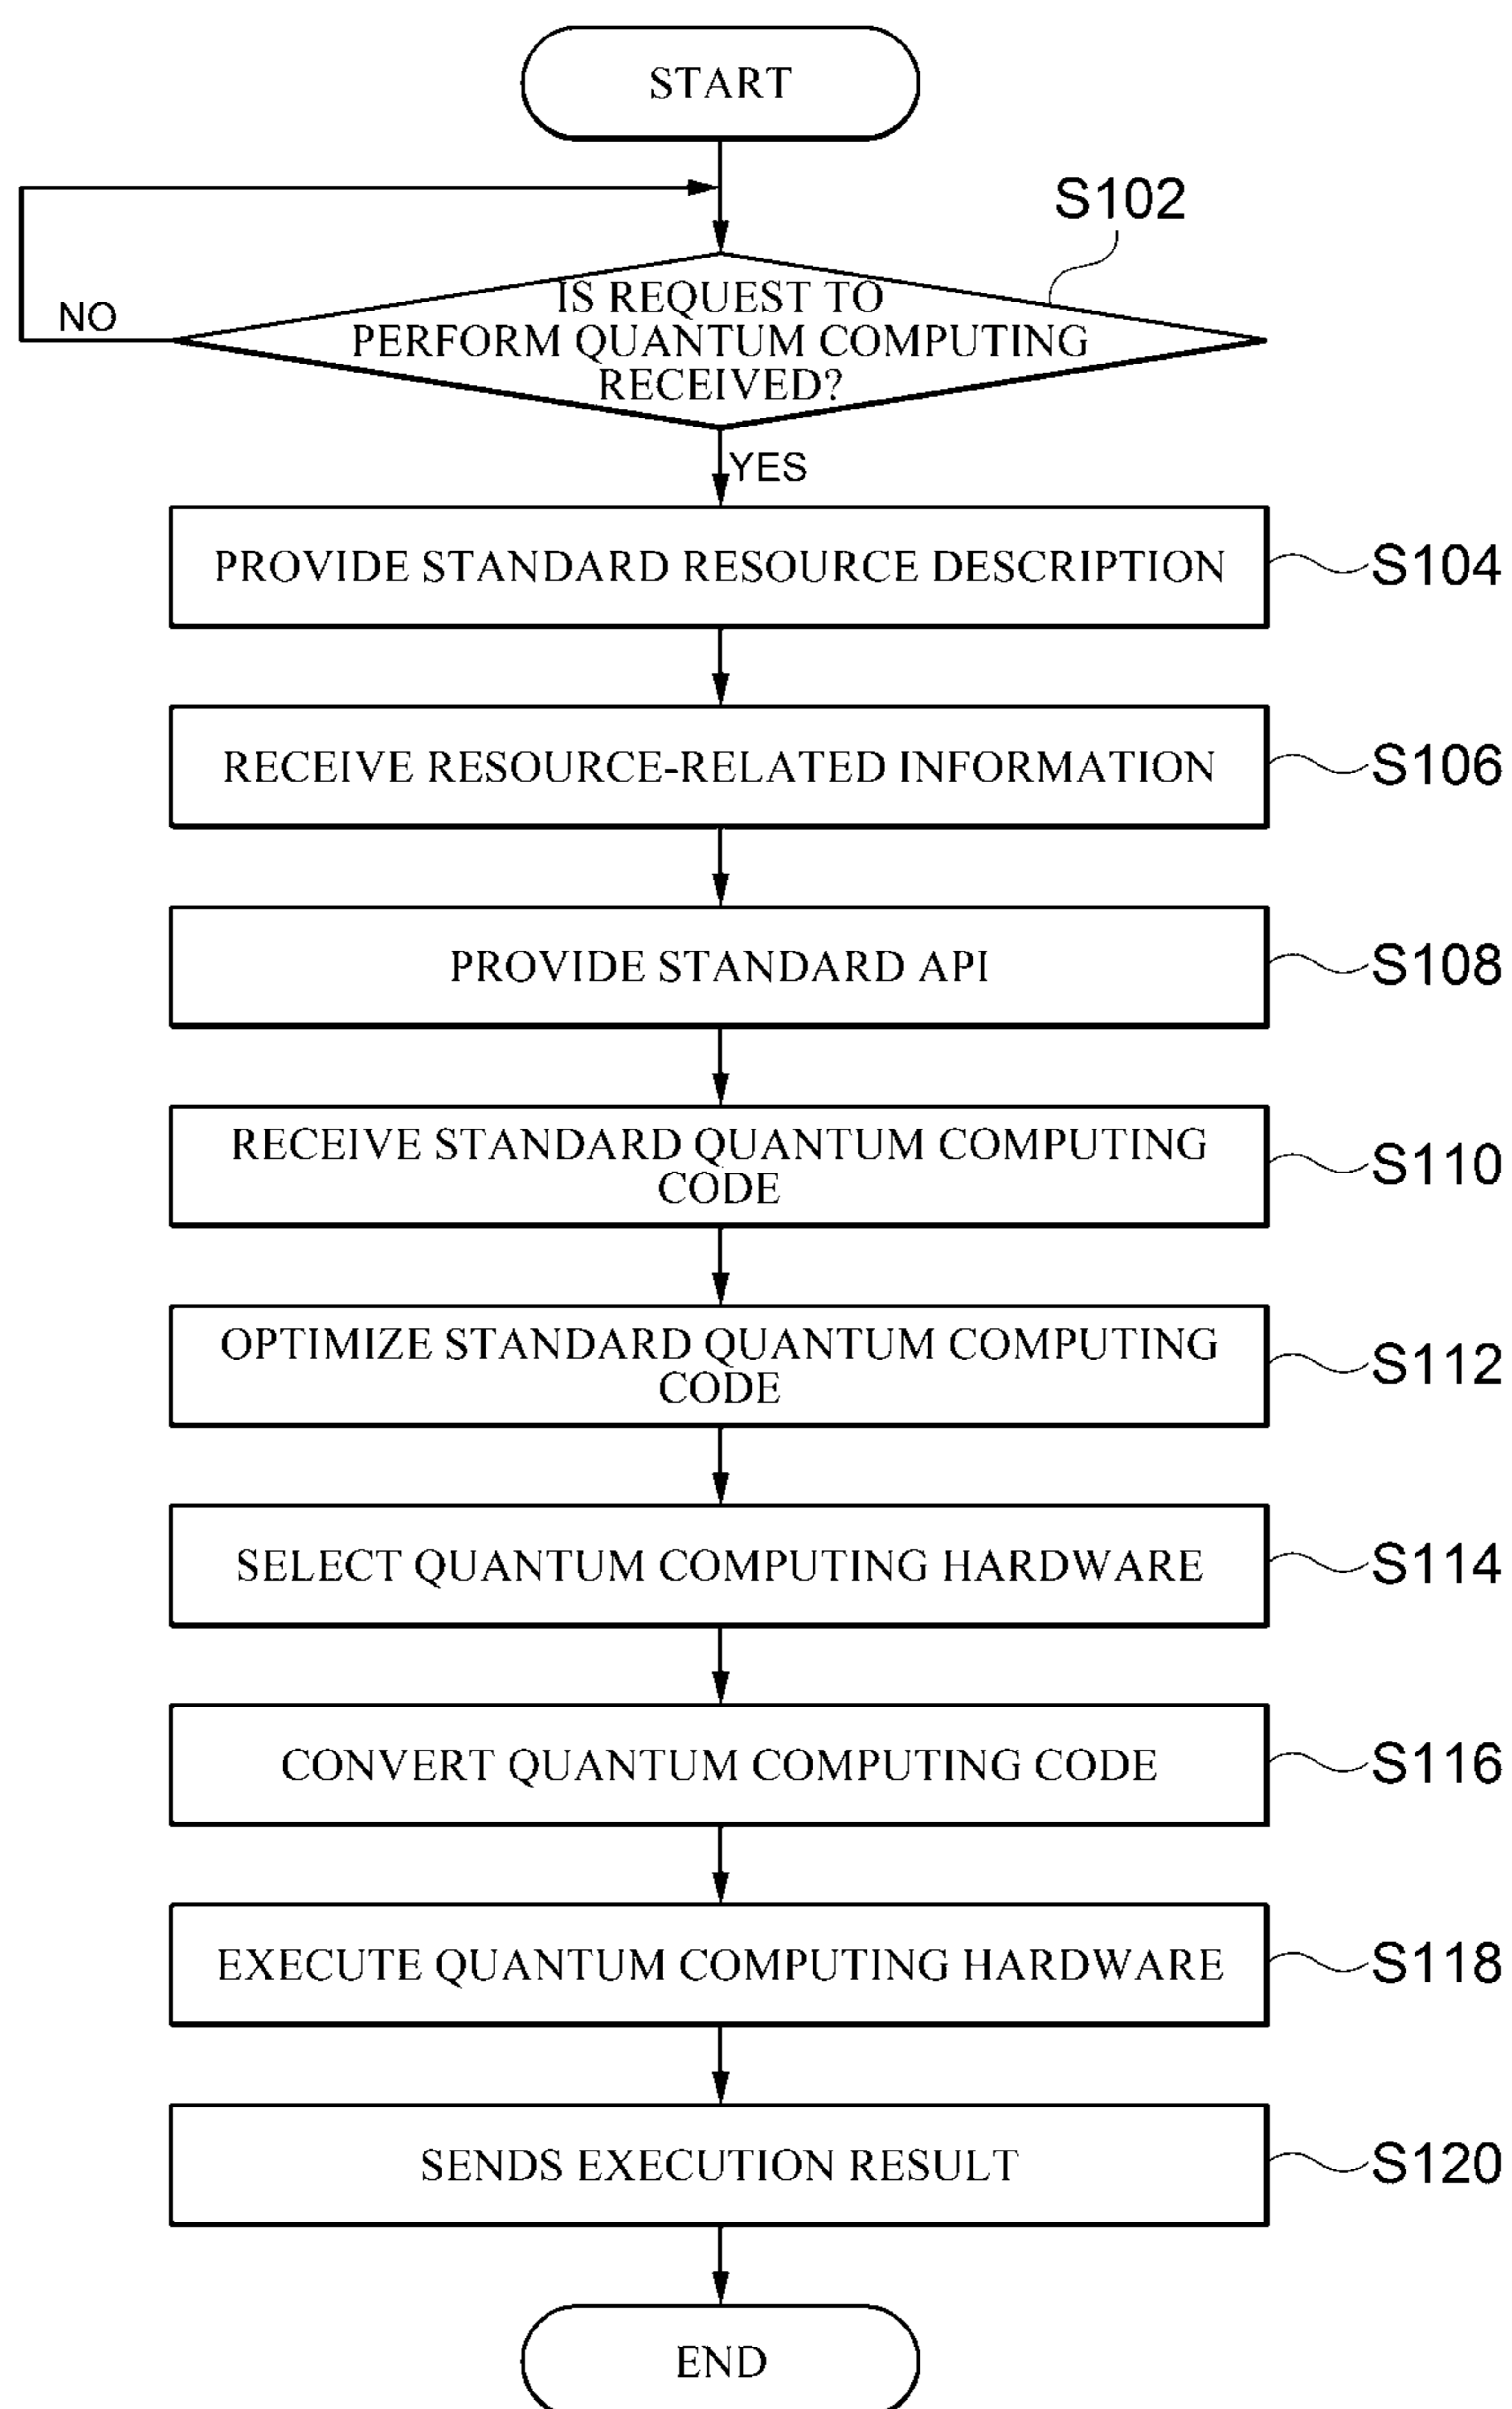 START
S102
IS REQUEST TO
PERFORM QUANTUM COMPUTING
RECEIVED?
NO
YES
PROVIDE STANDARD RESOURCE DESCRIPTION
S104
RECEIVE RESOURCE-RELATED INFORMATION
S106
PROVIDE STANDARD API
S108
RECEIVE STANDARD QUANTUM COMPUTING
CODE
S110
OPTIMIZE STANDARD QUANTUM COMPUTING
CODE
S112
SELECT QUANTUM COMPUTING HARDWARE
S114
CONVERT QUANTUM COMPUTING CODE
S116
EXECUTE QUANTUM COMPUTING HARDWARE
S118
SENDS EXECUTION RESULT
S120
END